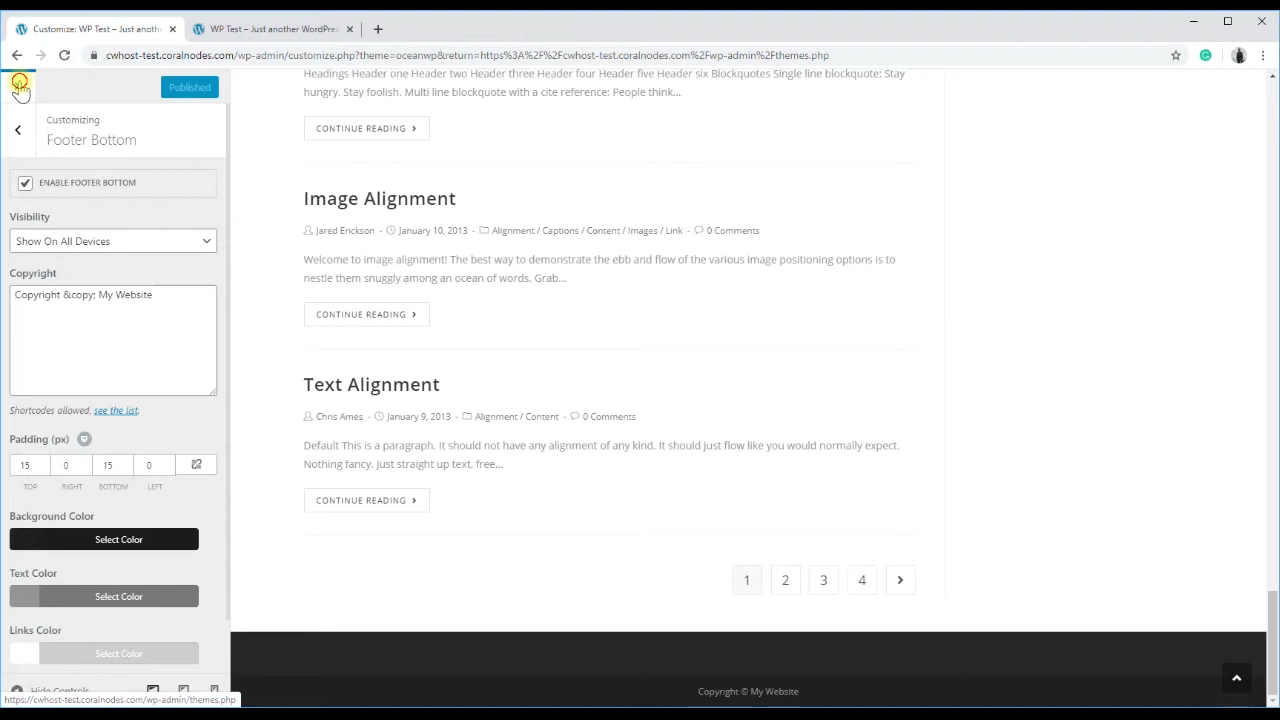 Customize: WP Test – Just anothe
WP Test – Just another WordPres
cwhost-test.coralnodes.com/wp-admin/customize.php?theme=oceanwp&return=https%3A%2F%2Fcwhost-test.coralnodes.com%2Fwp-admin%2Fthemes.php
Published
Customizing
Footer Bottom
ENABLE FOOTER BOTTOM
Visibility
Show On All Devices
Copyright
Copyright &copy; My Website
Shortcodes allowed, see the list.
Padding (px)
15 0 15 0
TOP RIGHT BOTTOM LEFT
Background Color
Select Color
Text Color
Select Color
Links Color
Select Color
Hide Controls
https://cwhost-test.coralnodes.com/wp-admin/themes.php
Headings Header one Header two Header three Header four Header five Header six Blockquotes Single line blockquote: Stay
hungry. Stay foolish. Multi line blockquote with a cite reference: People think…
CONTINUE READING
Image Alignment
Jared Erickson - January 10, 2013 - Alignment / Captions / Content / Images / Link - 0 Comments
Welcome to image alignment! The best way to demonstrate the ebb and flow of the various image positioning options is to
nestle them snuggly among an ocean of words. Grab…
CONTINUE READING
Text Alignment
Chris Ames - January 9, 2013 - Alignment / Content - 0 Comments
Default This is a paragraph. It should not have any alignment of any kind. It should just flow like you would normally expect.
Nothing fancy. Just straight up text, free…
CONTINUE READING
1 2 3 4
Copyright © My Website